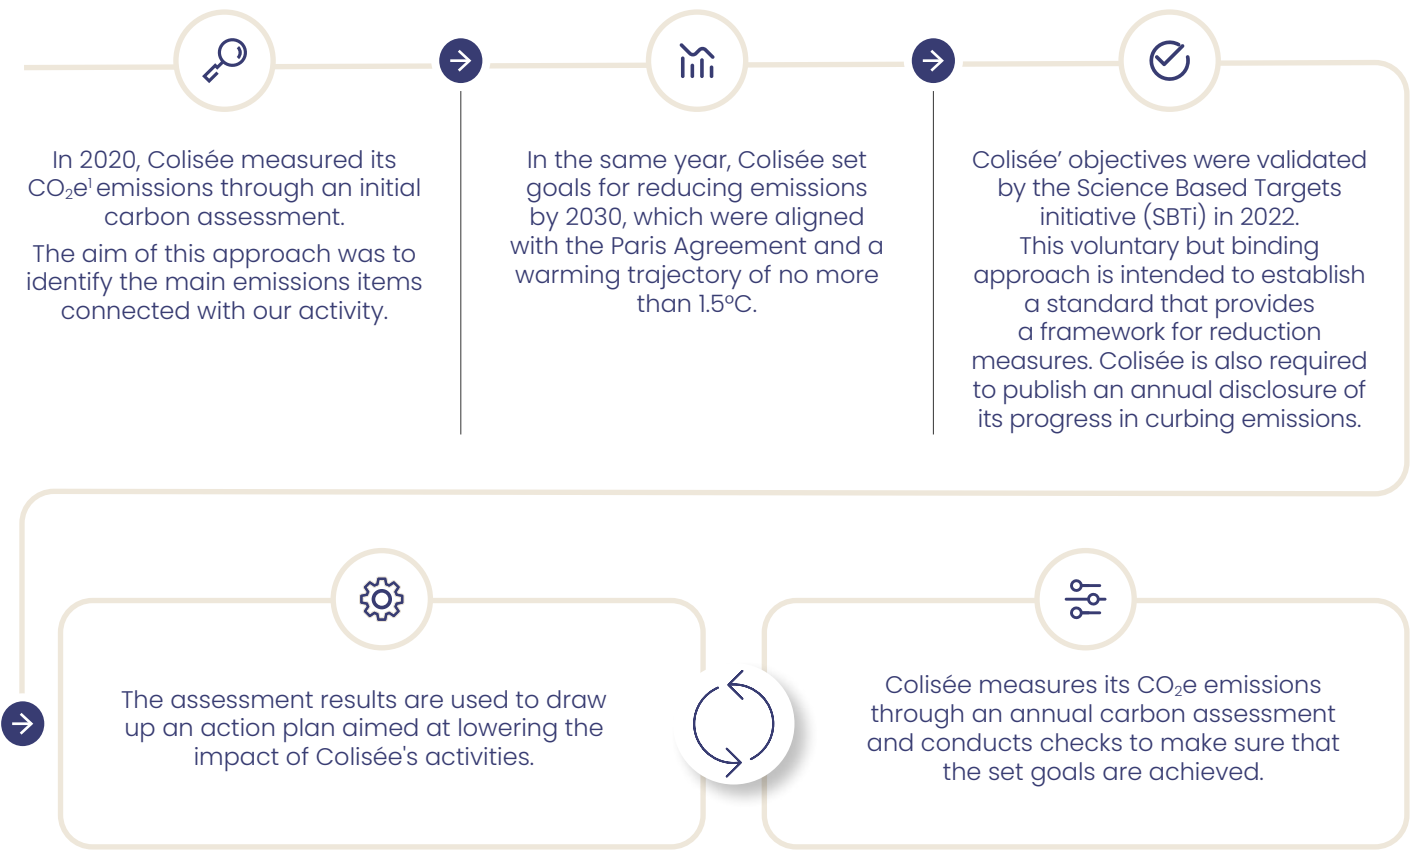 In 2020, Colisée measured its
CO₂e¹ emissions through an initial
carbon assessment.
The aim of this approach was to
identify the main emissions items
connected with our activity.
In the same year, Colisée set
goals for reducing emissions
by 2030, which were aligned
with the Paris Agreement and a
warming trajectory of no more
than 1.5°C.
Colisée’ objectives were validated
by the Science Based Targets
initiative (SBTi) in 2022.
This voluntary but binding
approach is intended to establish
a standard that provides
a framework for reduction
measures. Colisée is also required
to publish an annual disclosure of
its progress in curbing emissions.
The assessment results are used to draw
up an action plan aimed at lowering the
impact of Colisée's activities.
Colisée measures its CO₂e emissions
through an annual carbon assessment
and conducts checks to make sure that
the set goals are achieved.